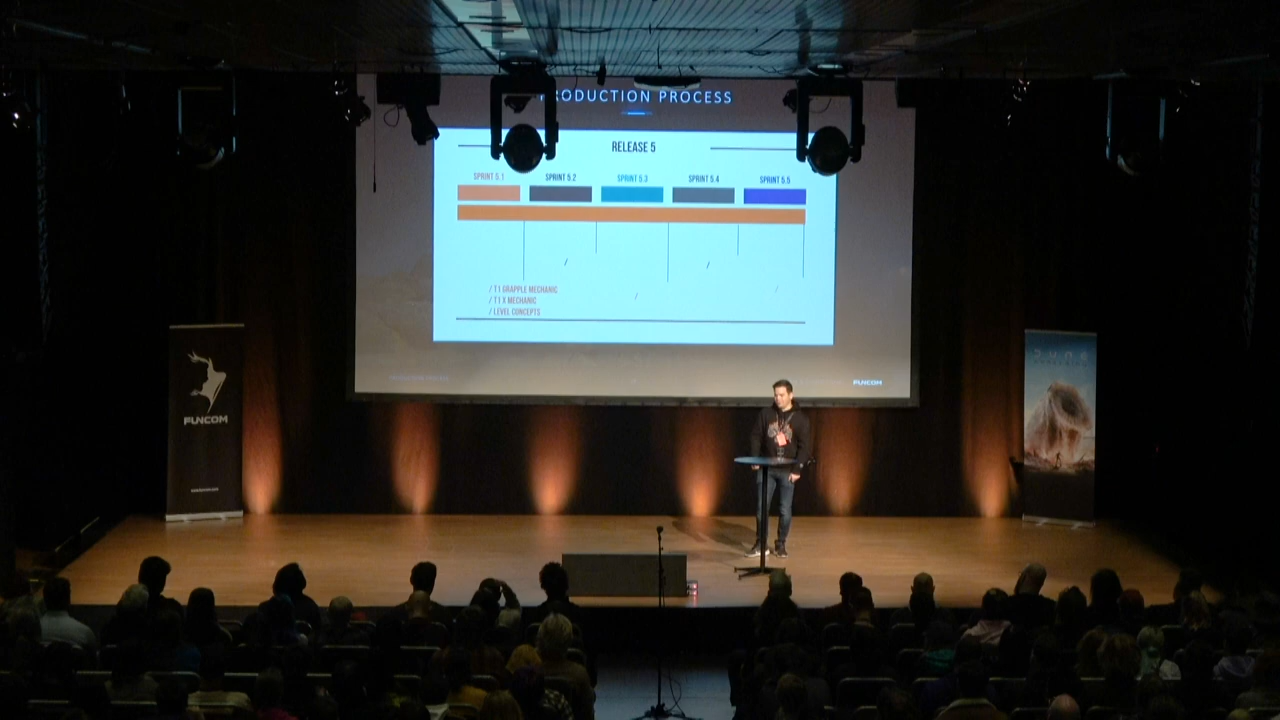 PRODUCTION PROCESS
RELEASE 5
SPRINT 5.1
SPRINT 5.2
SPRINT 5.3
SPRINT 5.4
SPRINT 5.5
/
/
/
/
/ T1 GRAPPLE MECHANIC
/ T1 X MECHANIC
/ LEVEL CONCEPTS
FUNCOM
FUNCOM
DUNE